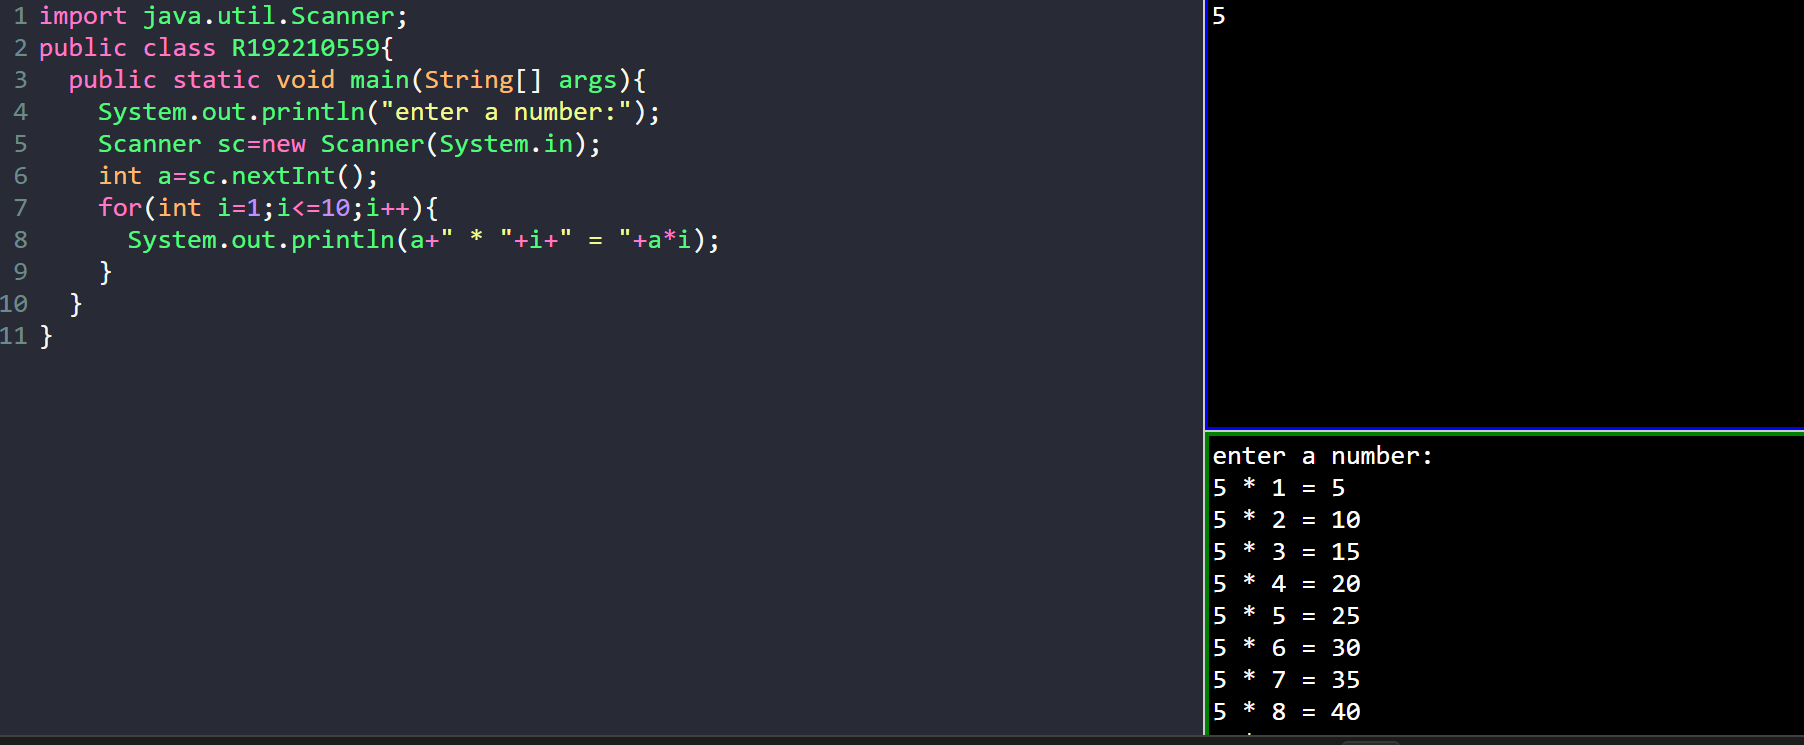 1 import java.util.Scanner;
2 public class R192210559{
3   public static void main(String[] args){
4     System.out.println("enter a number:");
5     Scanner sc=new Scanner(System.in);
6     int a=sc.nextInt();
7     for(int i=1;i<=10;i++){
8       System.out.println(a+" * "+i+" = "+a*i);
9     }
10   }
11 }
5
enter a number:
5 * 1 = 5
5 * 2 = 10
5 * 3 = 15
5 * 4 = 20
5 * 5 = 25
5 * 6 = 30
5 * 7 = 35
5 * 8 = 40